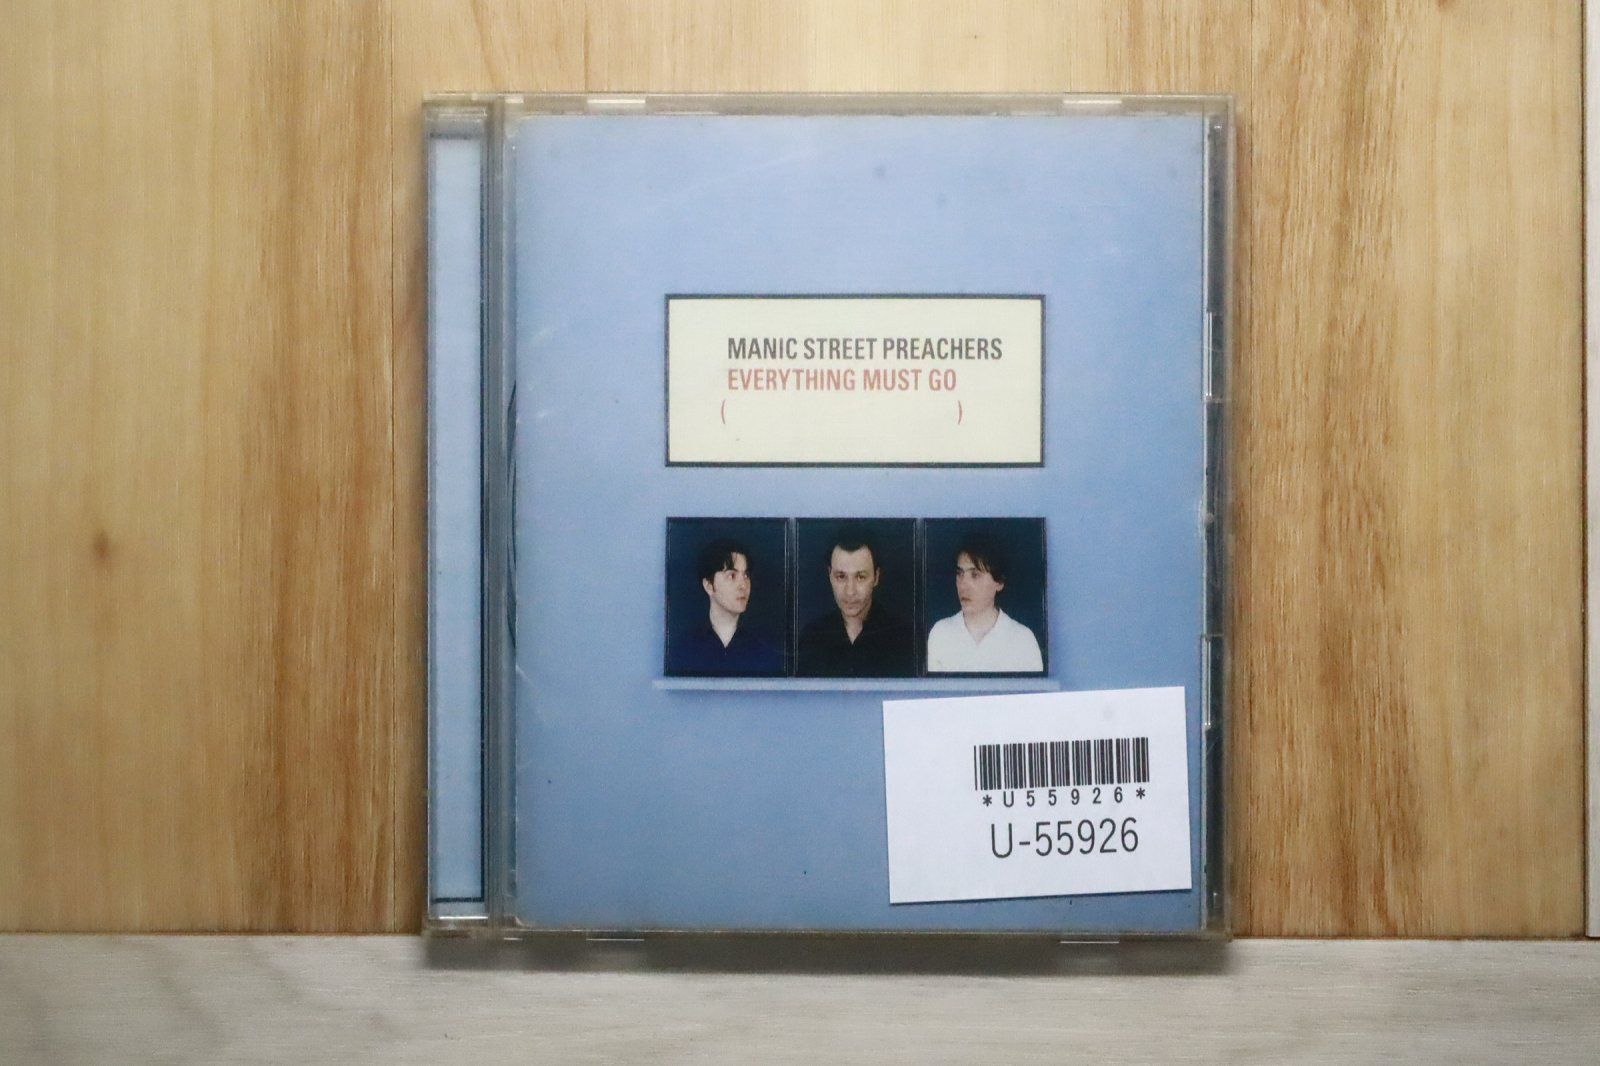 MANIC STREET PREACHERS
EVERYTHING MUST GO
( )
*U55926*
U-55926